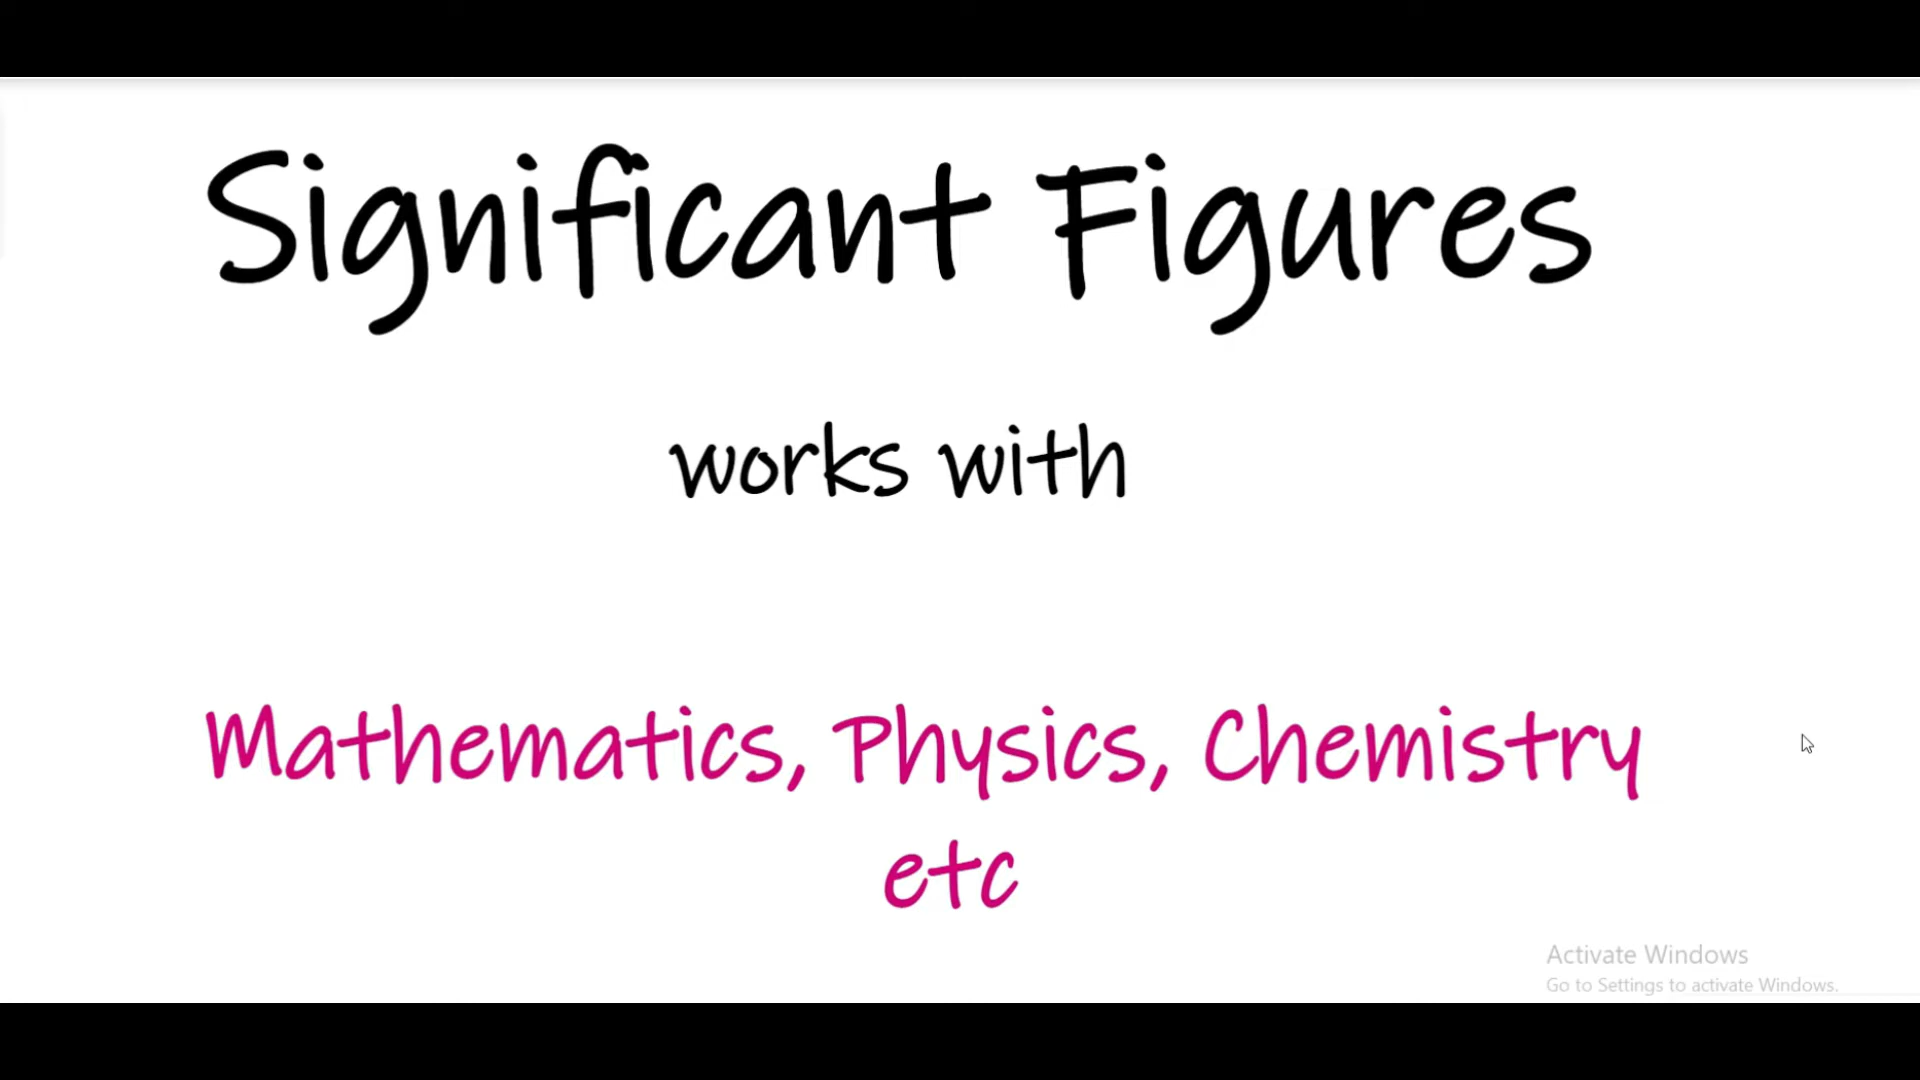 Significant Figures
works with
Mathematics, Physics, Chemistry
etc
Activate Windows
Go to Settings to activate Windows.